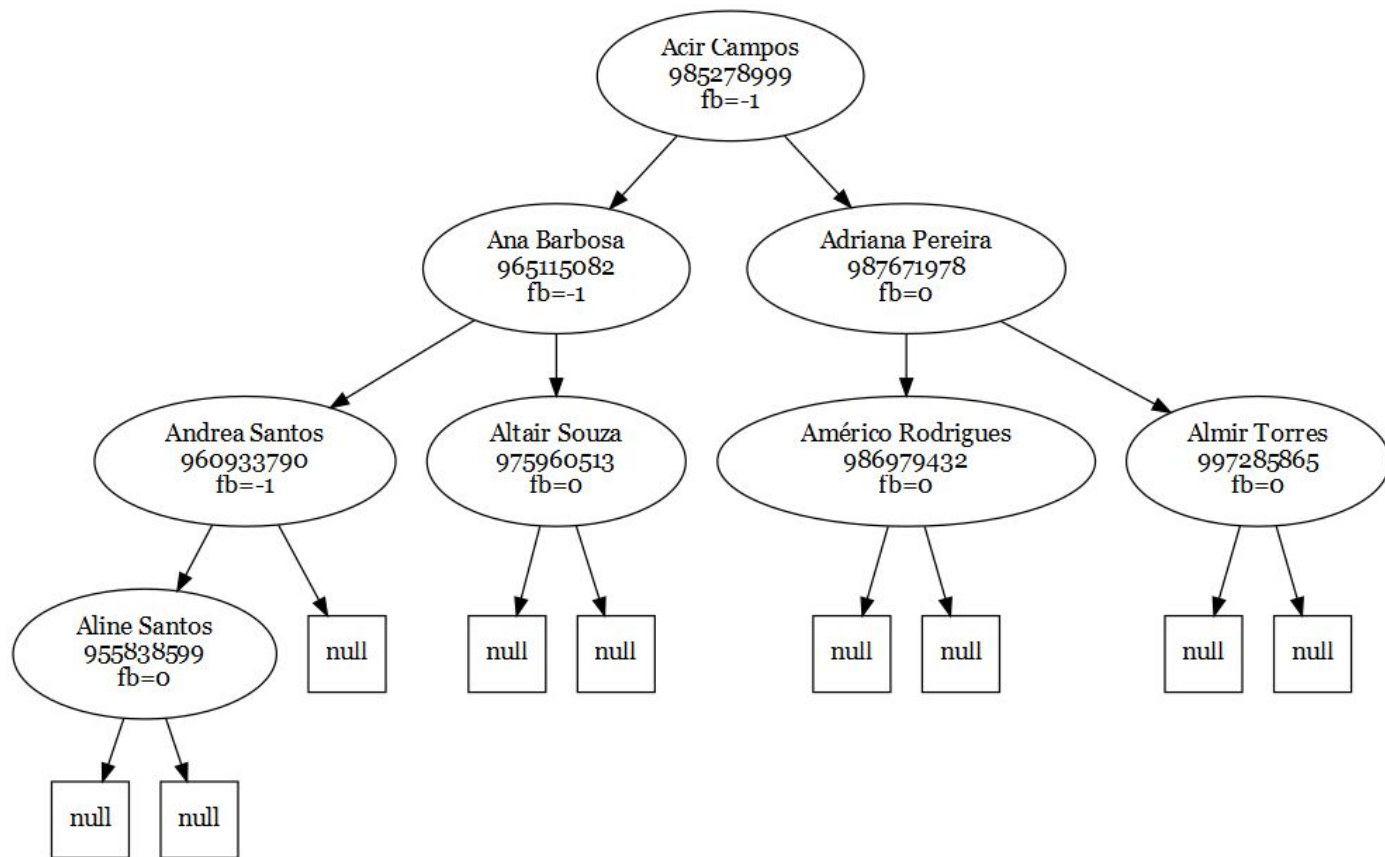 Acir Campos
985278999
fb=-1
Ana Barbosa
965115082
fb=-1
Adriana Pereira
987671978
fb=0
Andrea Santos
960933790
fb=-1
Altair Souza
975960513
fb=0
Américo Rodrigues
986979432
fb=0
Almir Torres
997285865
fb=0
Aline Santos
955838599
fb=0
null
null
null
null
null
null
null
null
null